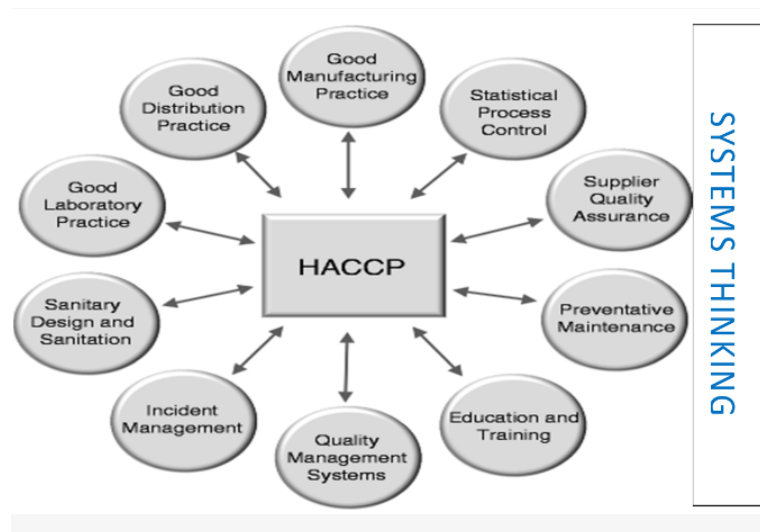 Good
Manufacturing
Practice
Good
Distribution
Practice
Statistical
Process
Control
Good
Laboratory
Practice
Supplier
Quality
Assurance
HACCP
Sanitary
Design and
Sanitation
Preventative
Maintenance
Incident
Management
Quality
Management
Systems
Education and
Training
SYSTEMS THINKING